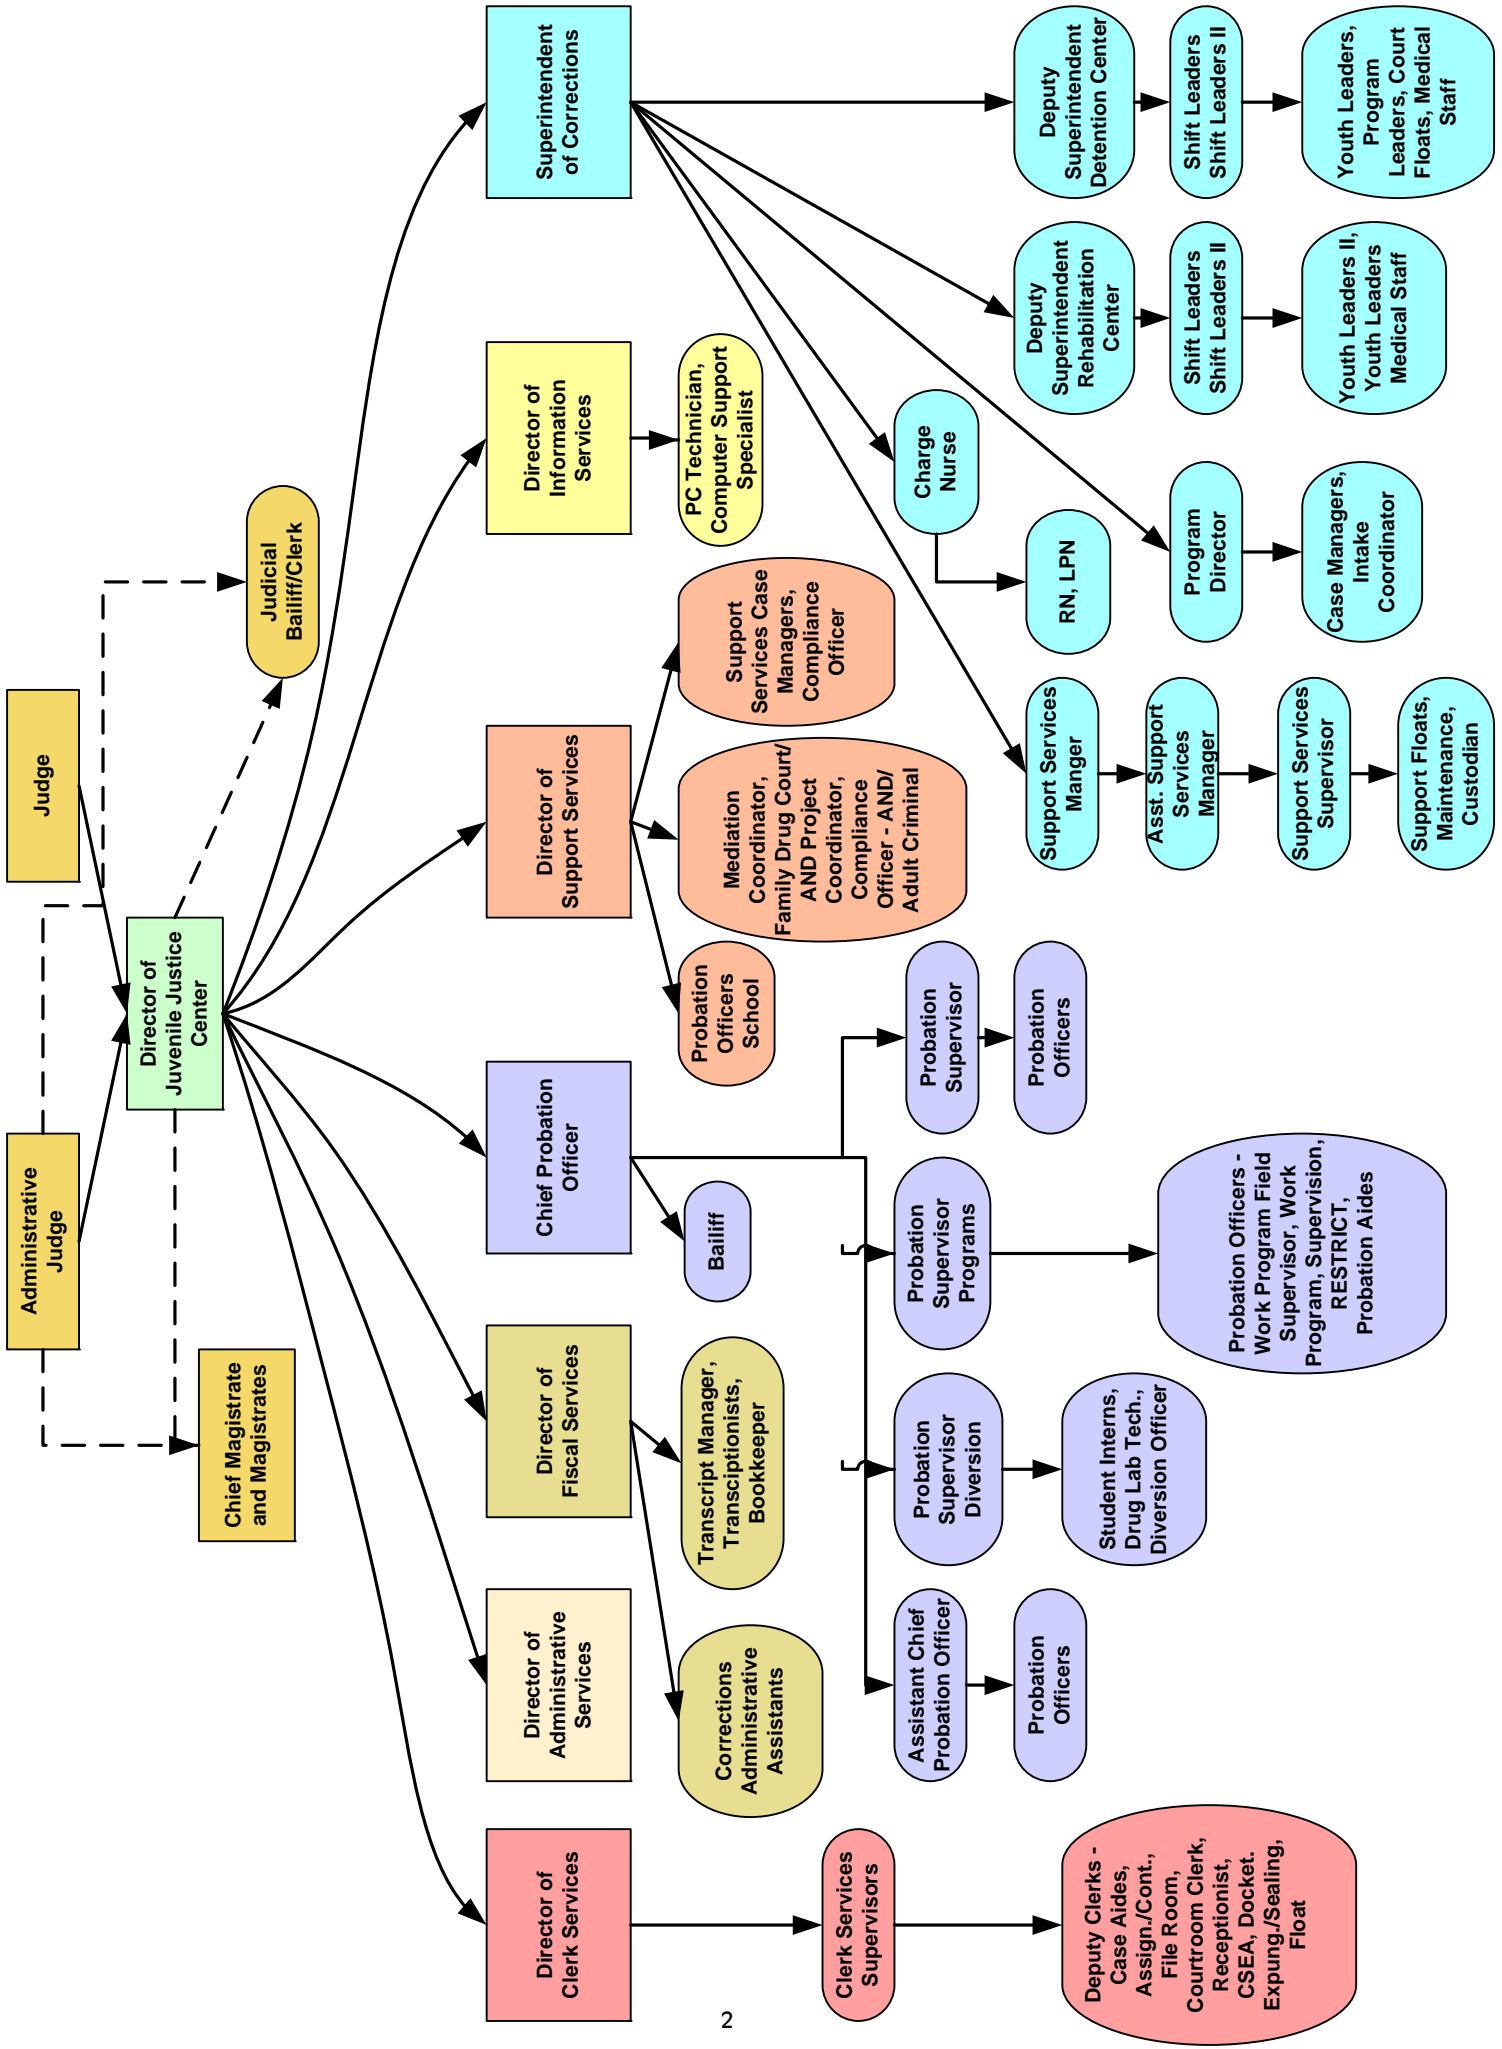 Administrative
Judge
Judge
Director of
Juvenile Justice
Center
Chief Magistrate
and Magistrates
Judicial
Bailiff/Clerk
Director of
Clerk Services
Director of
Administrative
Services
Director of
Fiscal Services
Chief Probation
Officer
Director of
Support Services
Director of
Information
Services
Superintendent
of Corrections
Clerk Services
Supervisors
Deputy Clerks -
Case Aides,
Assign./Cont.,
File Room,
Courtroom Clerk,
Receptionist,
CSEA, Docket.
Expung./Sealing,
Float
Corrections
Administrative
Assistants
Transcript Manager,
Transciptionists,
Bookkeeper
Bailiff
Assistant Chief
Probation Officer
Probation
Officers
Probation
Supervisor
Diversion
Student Interns,
Drug Lab Tech.,
Diversion Officer
Probation
Supervisor
Programs
Probation Officers -
Work Program Field
Supervisor, Work
Program, Supervision,
RESTRICT,
Probation Aides
Probation
Supervisor
Probation
Officers
Probation
Officers
School
Mediation
Coordinator,
Family Drug Court/
AND Project
Coordinator,
Compliance
Officer - AND/
Adult Criminal
Support
Services Case
Managers,
Compliance
Officer
PC Technician,
Computer Support
Specialist
Support Services
Manger
Asst. Support
Services
Manager
Support Services
Supervisor
Support Floats,
Maintenance,
Custodian
Charge
Nurse
RN, LPN
Program
Director
Case Managers,
Intake
Coordinator
Deputy
Superintendent
Rehabilitation
Center
Shift Leaders
Shift Leaders II
Youth Leaders II,
Youth Leaders
Medical Staff
Deputy
Superintendent
Detention Center
Shift Leaders
Shift Leaders II
Youth Leaders,
Program
Leaders, Court
Floats, Medical
Staff
2